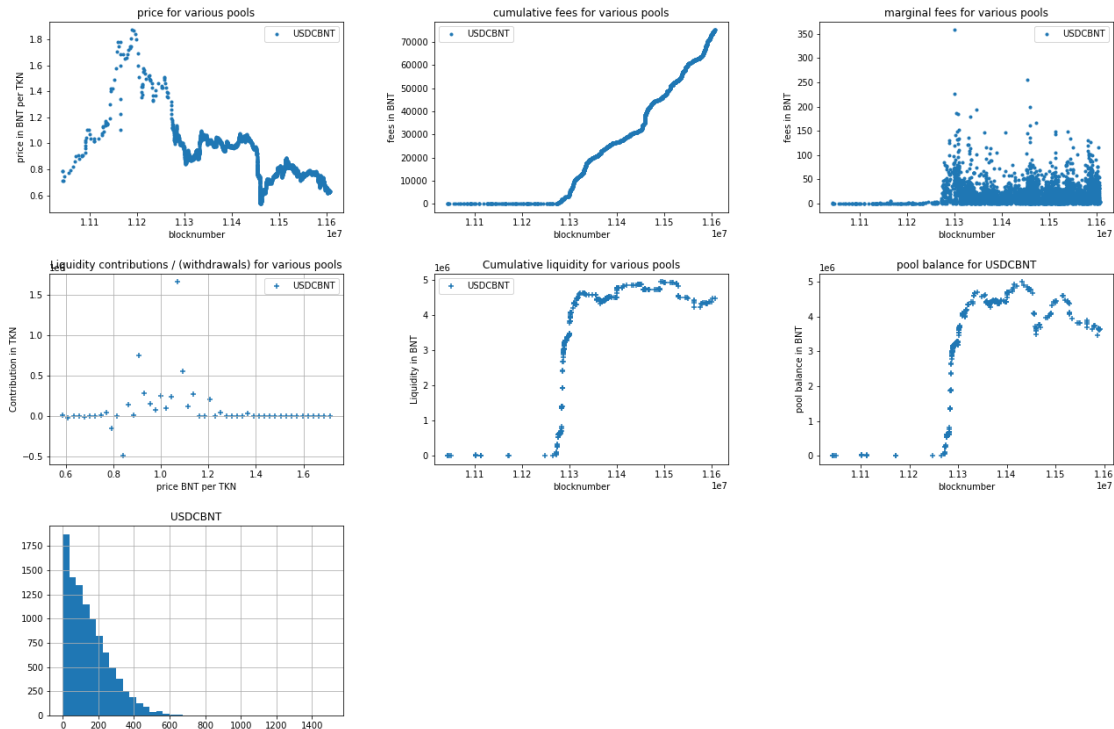 price for various pools
USDCBNT
price in BNT per TKN
1.8
1.6
1.4
1.2
1.0
0.8
0.6
1.11
1.12
1.13
1.14
1.15
1.16
1e7
blocknumber
cumulative fees for various pools
USDCBNT
fees in BNT
70000
60000
50000
40000
30000
20000
10000
0
1.11
1.12
1.13
1.14
1.15
1.16
1e7
blocknumber
marginal fees for various pools
USDCBNT
fees in BNT
350
300
250
200
150
100
50
0
1.11
1.12
1.13
1.14
1.15
1.16
1e7
blocknumber
Liquidity contributions / (withdrawals) for various pools
USDCBNT
Contribution in TKN
1.5
1.0
0.5
0.0
−0.5
0.6
0.8
1.0
1.2
1.4
1.6
price BNT per TKN
Cumulative liquidity for various pools
1e6
USDCBNT
Liquidity in BNT
5
4
3
2
1
0
1.11
1.12
1.13
1.14
1.15
1.16
1e7
blocknumber
pool balance for USDCBNT
1e6
pool balance in BNT
5
4
3
2
1
0
1.11
1.12
1.13
1.14
1.15
1.16
1e7
blocknumber
USDCBNT
1750
1500
1250
1000
750
500
250
0
0
200
400
600
800
1000
1200
1400